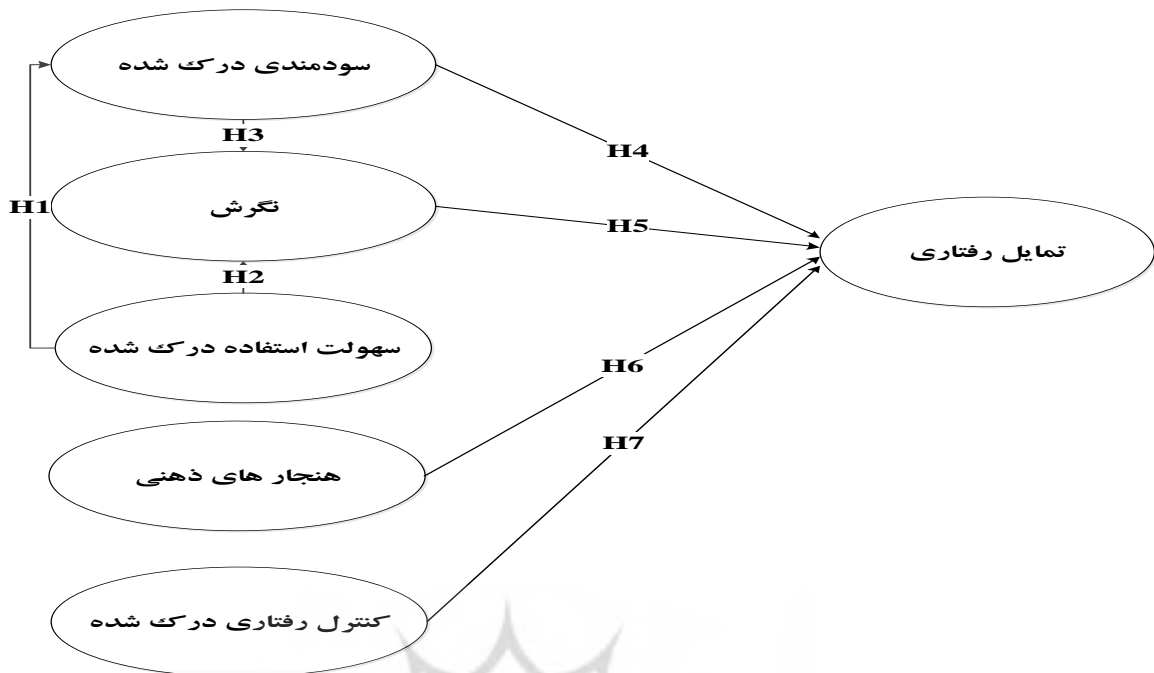 سودمندی درک شده
H3
H4
H1
نگرش
H5
تمایل رفتاری
H2
سهولت استفاده درک شده
H6
H7
هنجار های ذهنی
کنترل رفتاری درک شده